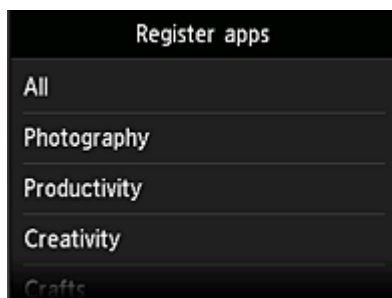 Register apps
All
Photography
Productivity
Creativity
Crafts